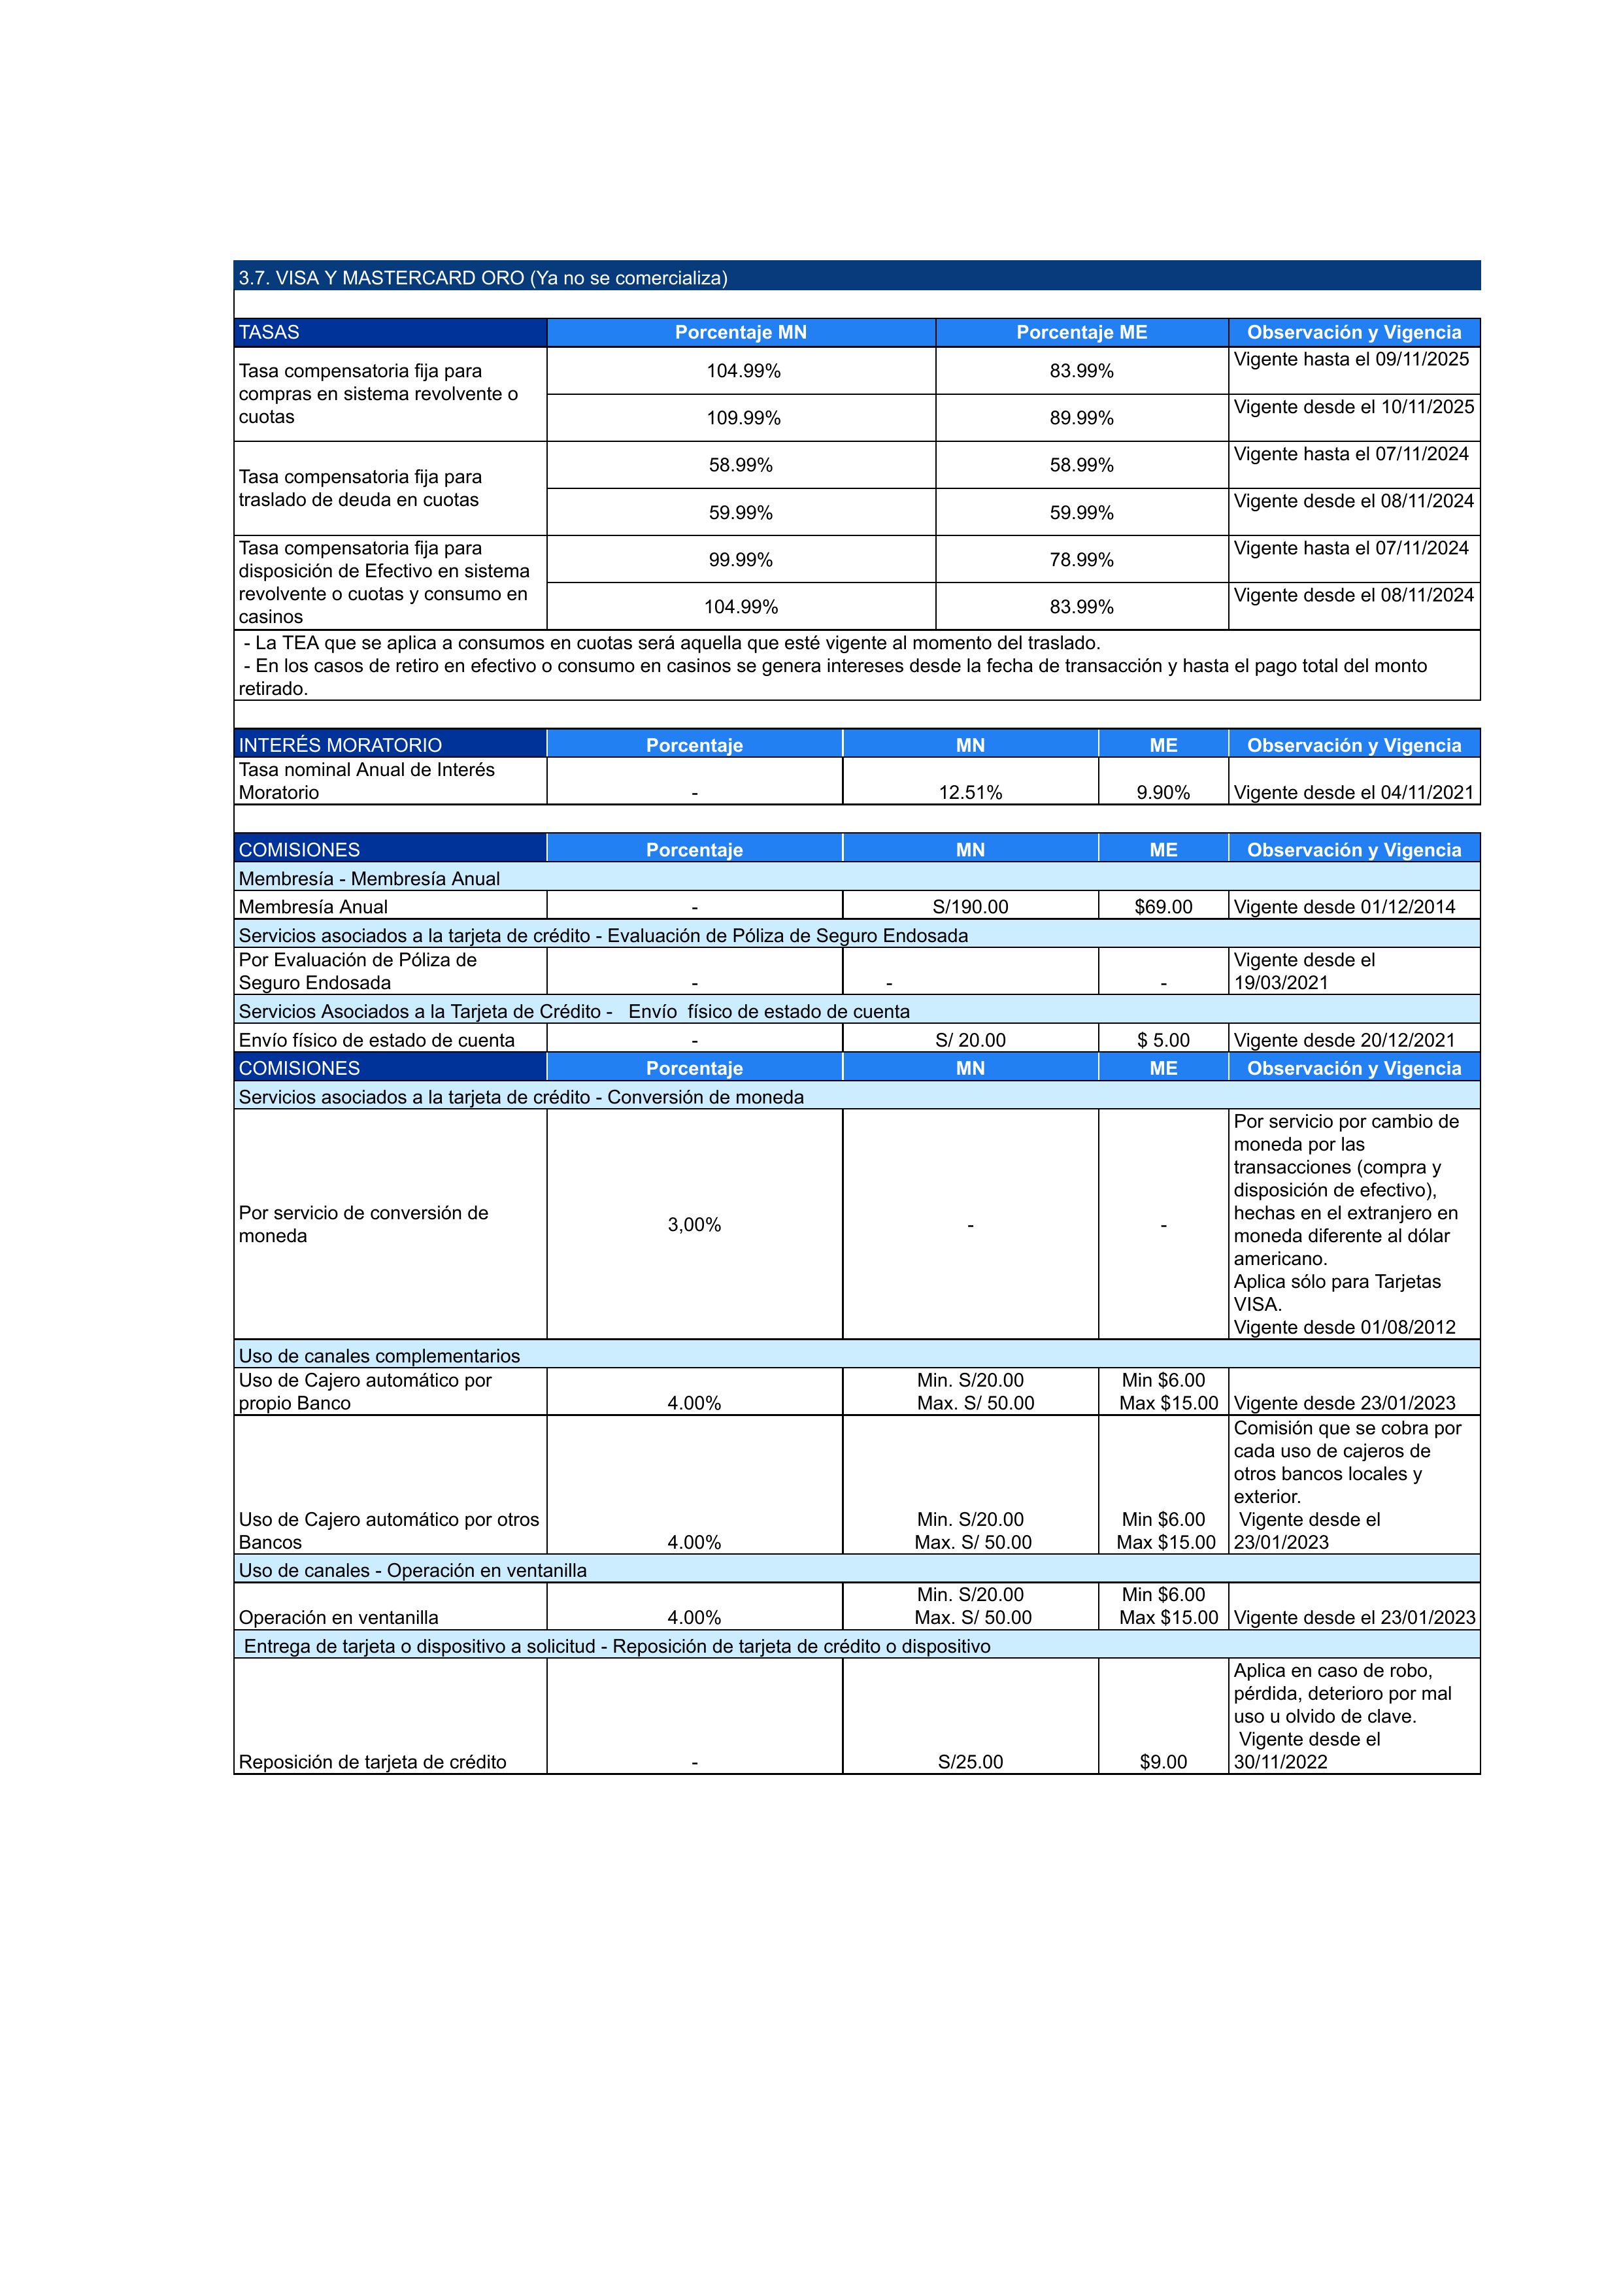 3.7. VISA Y MASTERCARD ORO (Ya no se comercializa)
TASAS Porcentaje MN Porcentaje ME Observación y Vigencia
Tasa compensatoria fija para
compras en sistema revolvente o
cuotas
104.99% 83.99% Vigente hasta el 09/11/2025
109.99% 89.99% Vigente desde el 10/11/2025
Tasa compensatoria fija para
traslado de deuda en cuotas
58.99% 58.99% Vigente hasta el 07/11/2024
59.99% 59.99% Vigente desde el 08/11/2024
Tasa compensatoria fija para
disposición de Efectivo en sistema
revolvente o cuotas y consumo en
casinos
99.99% 78.99% Vigente hasta el 07/11/2024
104.99% 83.99% Vigente desde el 08/11/2024
- La TEA que se aplica a consumos en cuotas será aquella que esté vigente al momento del traslado.
- En los casos de retiro en efectivo o consumo en casinos se genera intereses desde la fecha de transacción y hasta el pago total del monto
retirado.
INTERÉS MORATORIO Porcentaje MN ME Observación y Vigencia
Tasa nominal Anual de Interés
Moratorio - 12.51% 9.90% Vigente desde el 04/11/2021
COMISIONES Porcentaje MN ME Observación y Vigencia
Membresía - Membresía Anual
Membresía Anual - S/190.00 $69.00 Vigente desde 01/12/2014
Servicios asociados a la tarjeta de crédito - Evaluación de Póliza de Seguro Endosada
Por Evaluación de Póliza de Vigente desde el
Seguro Endosada - - - 19/03/2021
Servicios Asociados a la Tarjeta de Crédito - Envío físico de estado de cuenta
Envío físico de estado de cuenta - S/ 20.00 $ 5.00 Vigente desde 20/12/2021
COMISIONES Porcentaje MN ME Observación y Vigencia
Servicios asociados a la tarjeta de crédito - Conversión de moneda
Por servicio de conversión de
moneda
3,00% - -
Por servicio por cambio de
moneda por las
transacciones (compra y
disposición de efectivo),
hechas en el extranjero en
moneda diferente al dólar
americano.
Aplica sólo para Tarjetas
VISA.
Vigente desde 01/08/2012
Uso de canales complementarios
Uso de Cajero automático por Min. S/20.00 Min $6.00
propio Banco 4.00% Max. S/ 50.00 Max $15.00 Vigente desde 23/01/2023
Comisión que se cobra por
cada uso de cajeros de
otros bancos locales y
exterior.
Uso de Cajero automático por otros Min. S/20.00 Min $6.00 Vigente desde el
Bancos 4.00% Max. S/ 50.00 Max $15.00 23/01/2023
Uso de canales - Operación en ventanilla
Min. S/20.00 Min $6.00
Operación en ventanilla 4.00% Max. S/ 50.00 Max $15.00 Vigente desde el 23/01/2023
Entrega de tarjeta o dispositivo a solicitud - Reposición de tarjeta de crédito o dispositivo
Aplica en caso de robo,
pérdida, deterioro por mal
uso u olvido de clave.
Vigente desde el
Reposición de tarjeta de crédito - S/25.00 $9.00 30/11/2022